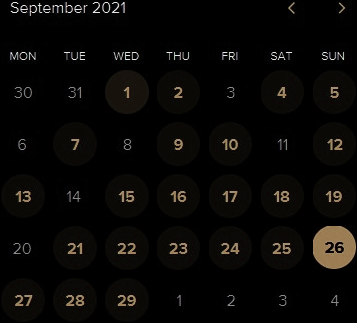 September 2021
MON TUE WED THU FRI SAT SUN
30 31 1 2 3 4 5
6 7 8 9 10 11 12
13 14 15 16 17 18 19
20 21 22 23 24 25 26
27 28 29 1 2 3 4